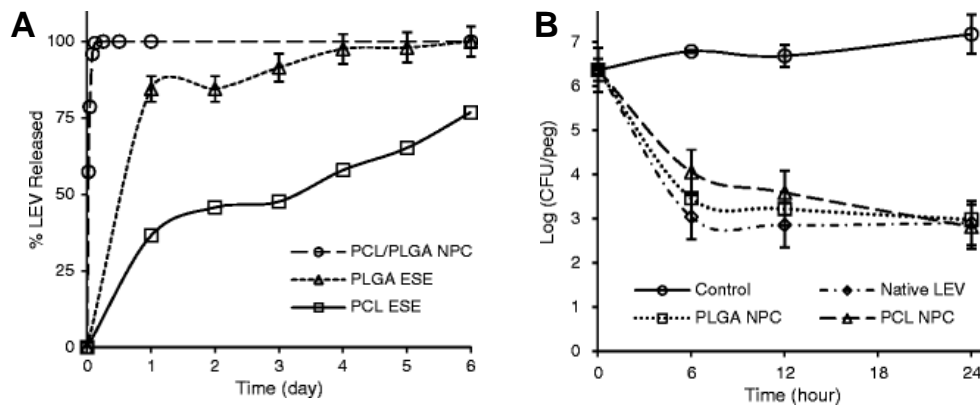 A
% LEV Released
100
75
50
25
0
0 1 2 3 4 5 6
Time (day)
PCL/PLGA NPC
PLGA ESE
PCL ESE
B
Log (CFU/peg)
7
6
5
4
3
2
1
0
0 6 12 18 24
Time (hour)
Control
Native LEV
PLGA NPC
PCL NPC